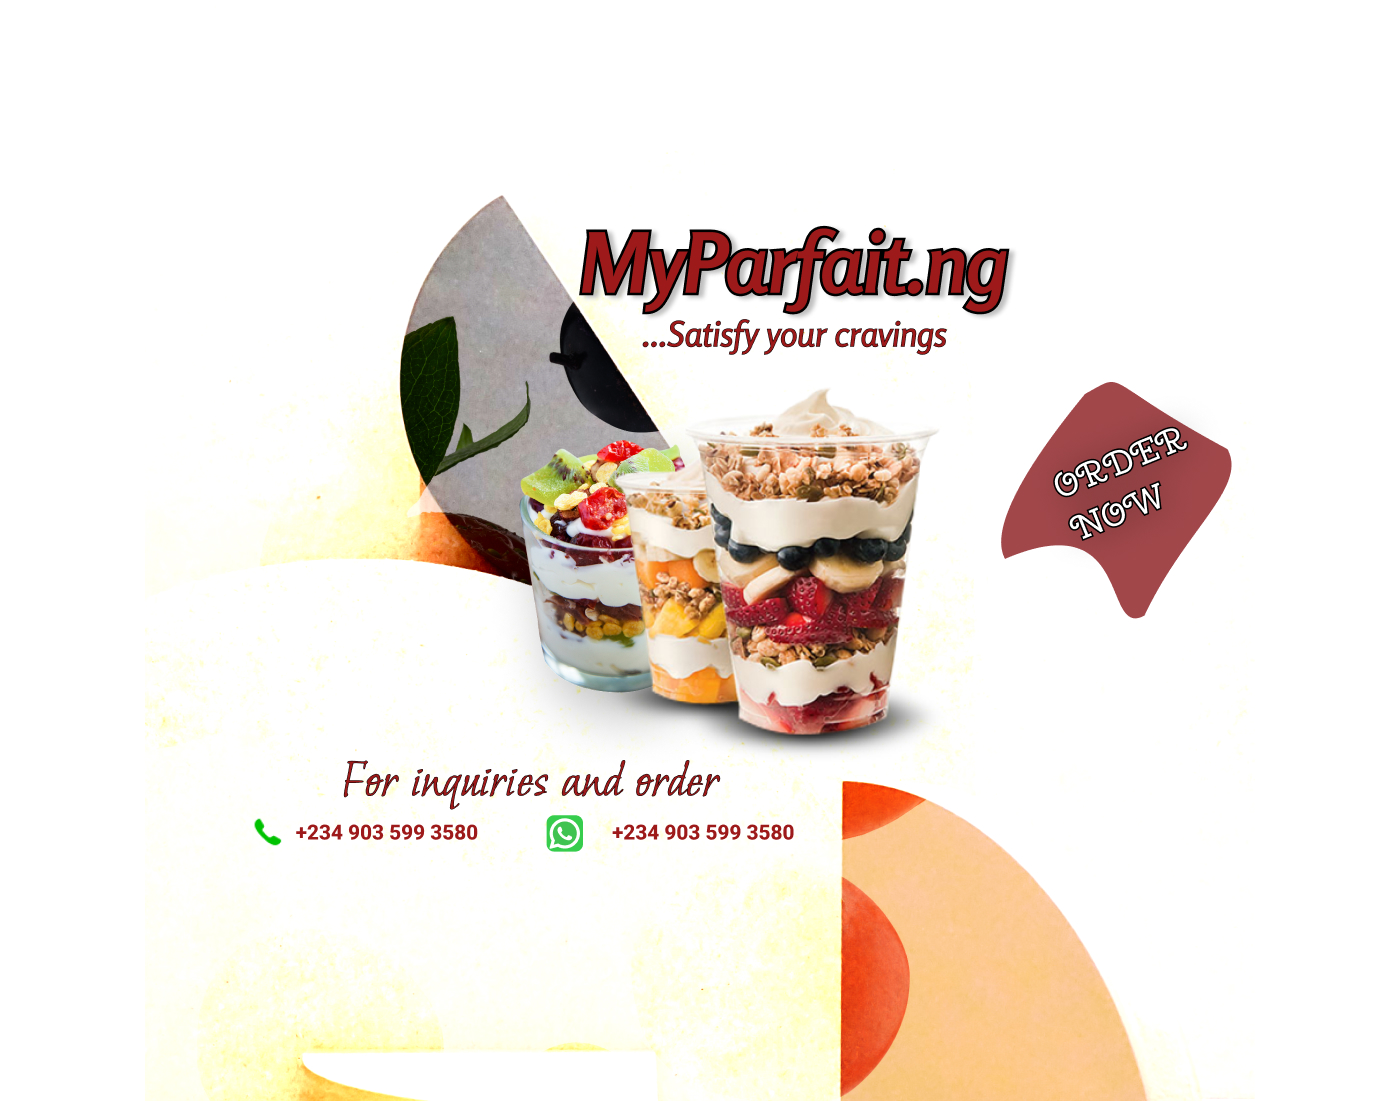 MyParfait.ng
...Satisfy your cravings
ORDER
NOW
For inquiries and order
+234 903 599 3580
+234 903 599 3580